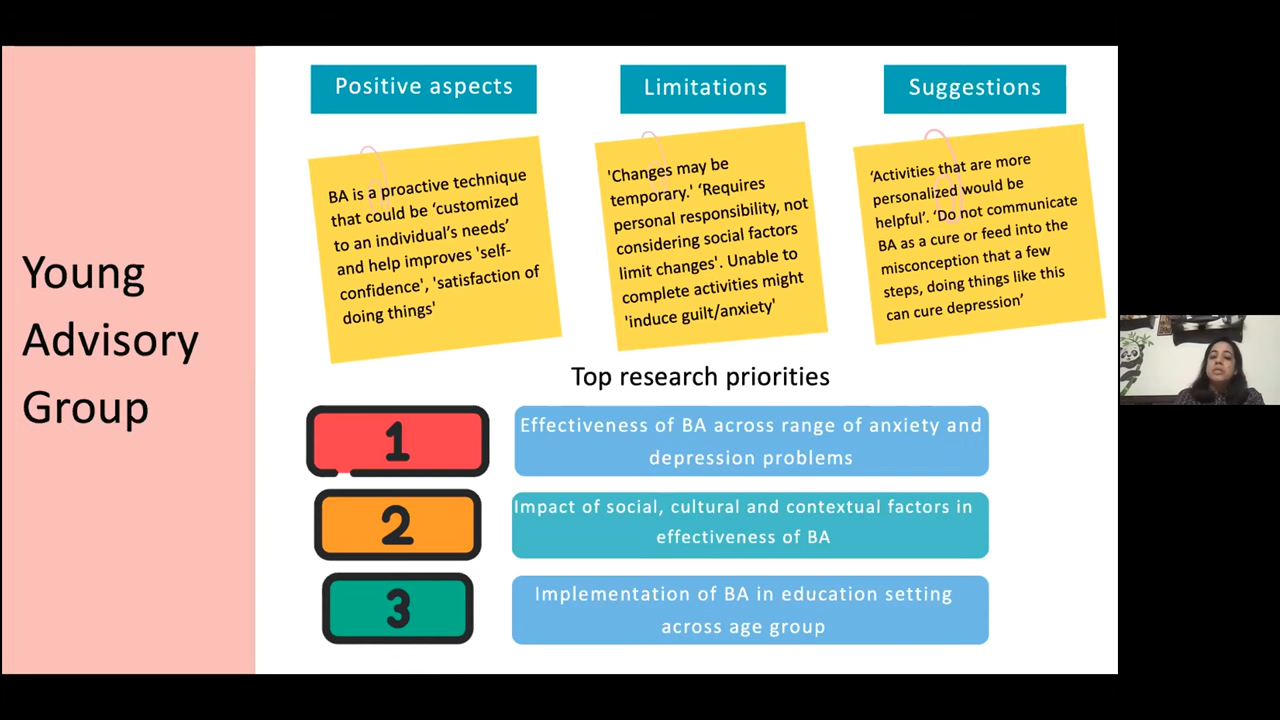 Young
Advisory
Group
Positive aspects
BA is a proactive technique
that could be ‘customized
to an individual’s needs’
and help improves 'self-
confidence', 'satisfaction of
doing things'
Limitations
'Changes may be
temporary.' ‘Requires
personal responsibility, not
considering social factors
limit changes'. Unable to
complete activities might
'induce guilt/anxiety'
Suggestions
‘Activities that are more
personalized would be
helpful’. ‘Do not communicate
BA as a cure or feed into the
misconception that a few
steps, doing things like this
can cure depression’
Top research priorities
1
Effectiveness of BA across range of anxiety and
depression problems
2
Impact of social, cultural and contextual factors in
effectiveness of BA
3
Implementation of BA in education setting
across age group